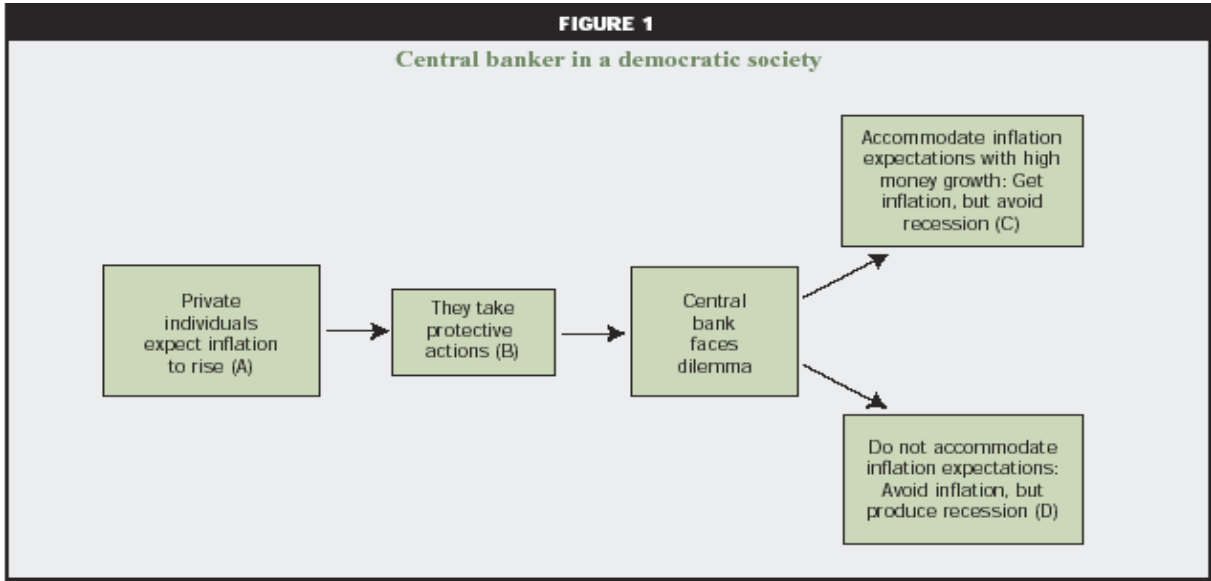 FIGURE 1
Central banker in a democratic society
Private
individuals
expect inflation
to rise (A)
They take
protective
actions (B)
Central
bank
faces
dilemma
Accommodate inflation
expectations with high
money growth: Get
inflation, but avoid
recession (C)
Do not accommodate
inflation expectations:
Avoid inflation, but
produce recession (D)